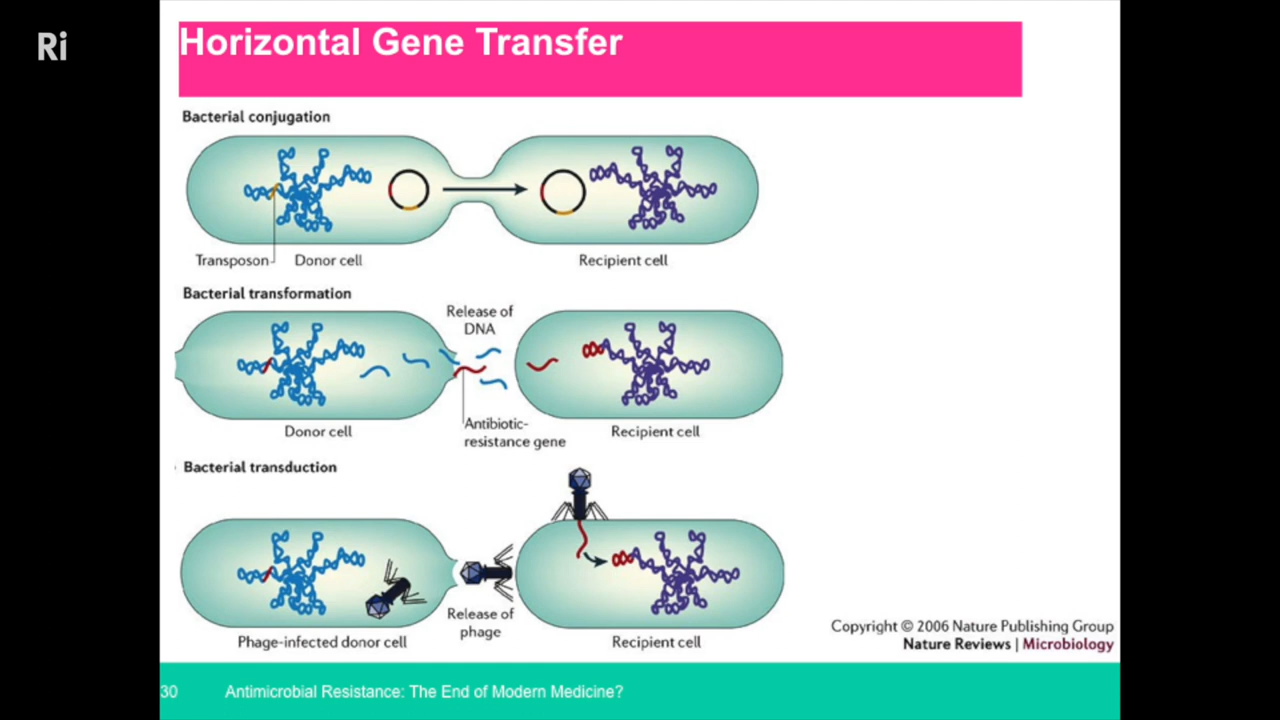 Ri
Horizontal Gene Transfer
Bacterial conjugation
Transposon
Donor cell
Recipient cell
Bacterial transformation
Release of
DNA
Antibiotic-
resistance gene
Donor cell
Recipient cell
Bacterial transduction
Release of
phage
Phage-infected donor cell
Recipient cell
Copyright © 2006 Nature Publishing Group
Nature Reviews | Microbiology
30 Antimicrobial Resistance: The End of Modern Medicine?